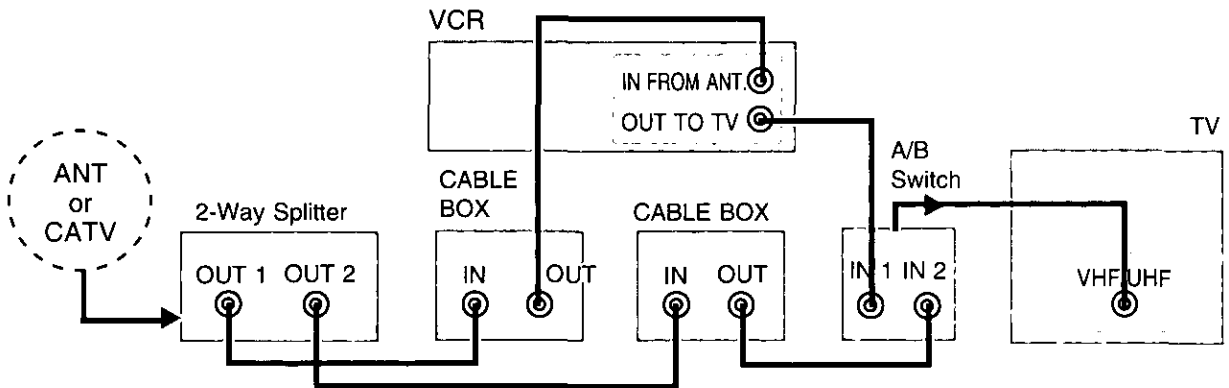 VCR
IN FROM ANT.
OUT TO TV
TV
A/B
Switch
ANT
or
CATV
2-Way Splitter
CABLE
BOX
CABLE BOX
OUT 1 OUT 2
IN OUT
IN OUT
IN 1 IN 2
VHF/UHF